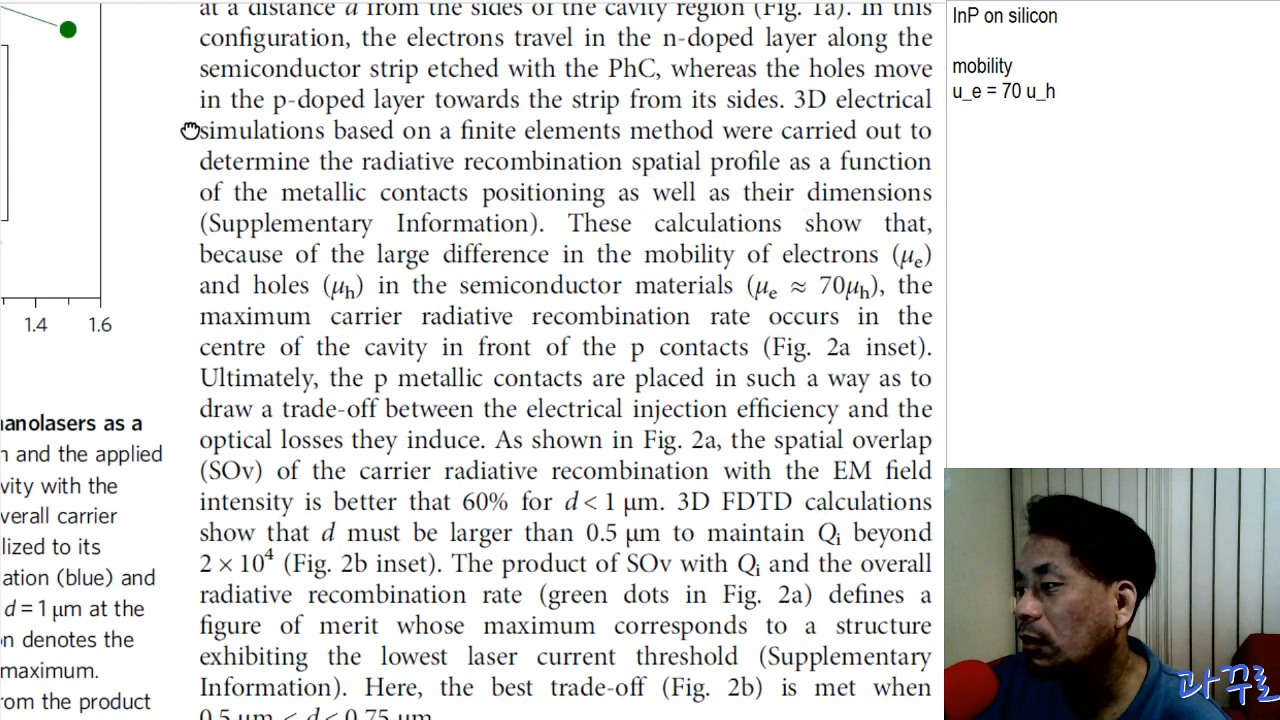 at a distance d from the sides of the cavity region (Fig. 1a). In this
configuration, the electrons travel in the n-doped layer along the
semiconductor strip etched with the PhC, whereas the holes move
in the p-doped layer towards the strip from its sides. 3D electrical
simulations based on a finite elements method were carried out to
determine the radiative recombination spatial profile as a function
of the metallic contacts positioning as well as their dimensions
(Supplementary Information). These calculations show that,
because of the large difference in the mobility of electrons (μe)
and holes (μh) in the semiconductor materials (μe ≈ 70μh), the
maximum carrier radiative recombination rate occurs in the
centre of the cavity in front of the p contacts (Fig. 2a inset).
Ultimately, the p metallic contacts are placed in such a way as to
draw a trade-off between the electrical injection efficiency and the
optical losses they induce. As shown in Fig. 2a, the spatial overlap
(SOv) of the carrier radiative recombination with the EM field
intensity is better that 60% for d < 1 μm. 3D FDTD calculations
show that d must be larger than 0.5 μm to maintain Qi beyond
2 × 10⁴ (Fig. 2b inset). The product of SOv with Qi and the overall
radiative recombination rate (green dots in Fig. 2a) defines a
figure of merit whose maximum corresponds to a structure
exhibiting the lowest laser current threshold (Supplementary
Information). Here, the best trade-off (Fig. 2b) is met when
0.5 μm < d < 0.75 μm.
1.4 1.6
anolasers as a
n and the applied
vity with the
verall carrier
lized to its
ation (blue) and
d = 1 μm at the
on denotes the
maximum.
rom the product
InP on silicon
mobility
u_e = 70 u_h
과꾸로